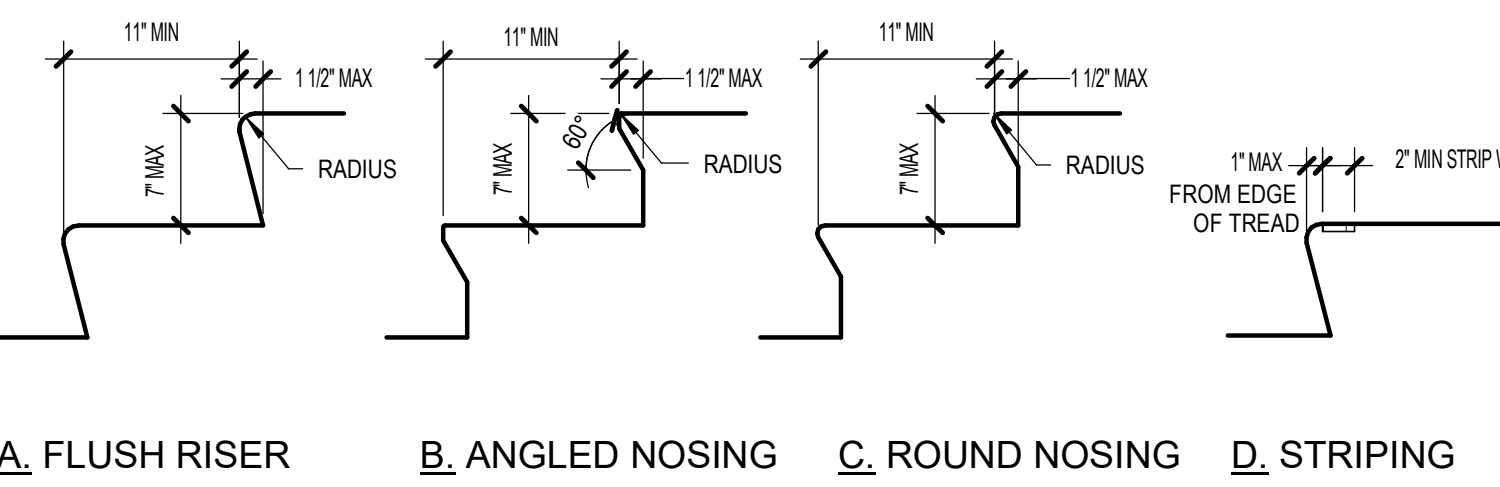 11" MIN
1 1/2" MAX
7" MAX
RADIUS
A. FLUSH RISER
11" MIN
1 1/2" MAX
60°
7" MAX
RADIUS
B. ANGLED NOSING
11" MIN
1 1/2" MAX
7" MAX
RADIUS
C. ROUND NOSING
1" MAX
FROM EDGE
OF TREAD
2" MIN STRIP
D. STRIPING